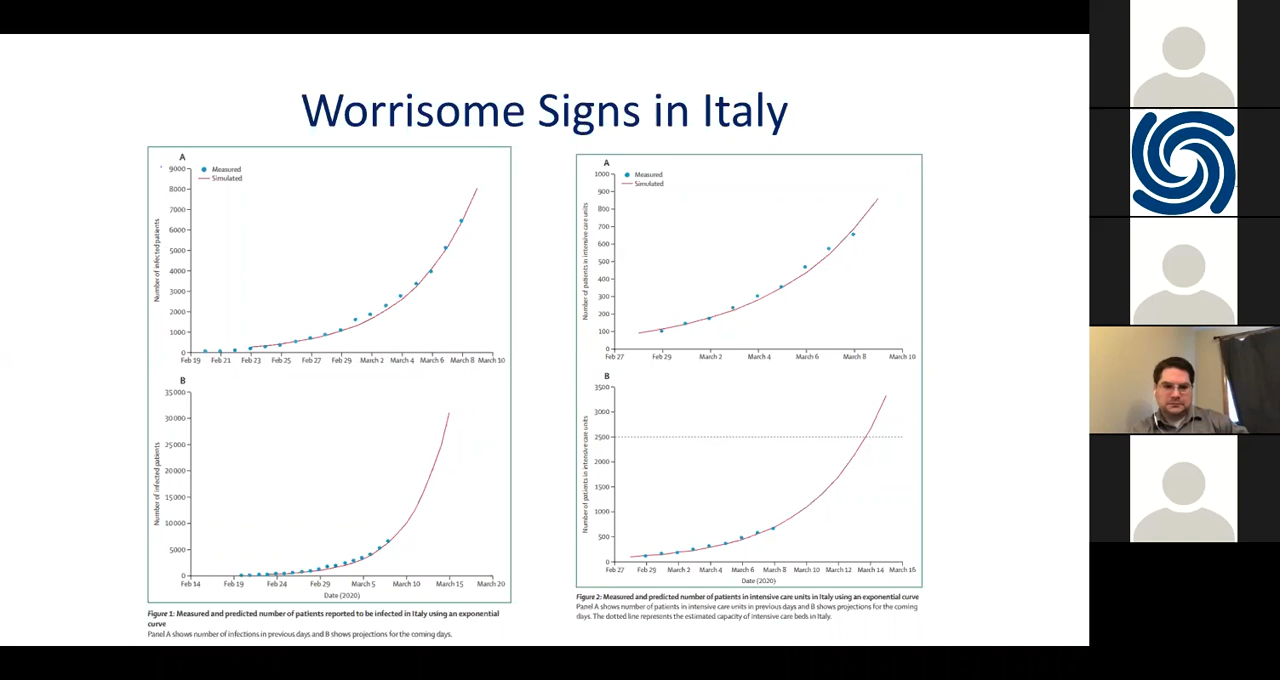 Worrisome Signs in Italy
A
Measured
Simulated
9000
8000
7000
6000
5000
4000
3000
2000
1000
0
Number of infected patients
Feb 19 Feb 21 Feb 23 Feb 25 Feb 27 Feb 29 March 2 March 4 March 6 March 8 March 10
B
35000
30000
25000
20000
15000
10000
5000
0
Number of infected patients
Feb 14 Feb 19 Feb 24 Feb 29 March 5 March 10 March 15 March 20
Date (2020)
Figure 1: Measured and predicted number of patients reported to be infected in Italy using an exponential
curve
Panel A shows number of infections in previous days and B shows projections for the coming days.
A
Measured
Simulated
1000
900
800
700
600
500
400
300
200
100
0
Number of patients in intensive care units
Feb 27 Feb 29 March 2 March 4 March 6 March 8 March 10
B
3500
3000
2500
2000
1500
1000
500
0
Number of patients in intensive care units
Feb 27 Feb 29 March 2 March 4 March 6 March 8 March 10 March 12 March 14 March 16
Date (2020)
Figure 2: Measured and predicted number of patients in intensive care units in Italy using an exponential curve
Panel A shows number of patients in intensive care units in previous days and B shows projections for the coming
days. The dotted line represents the estimated capacity of intensive care beds in Italy.